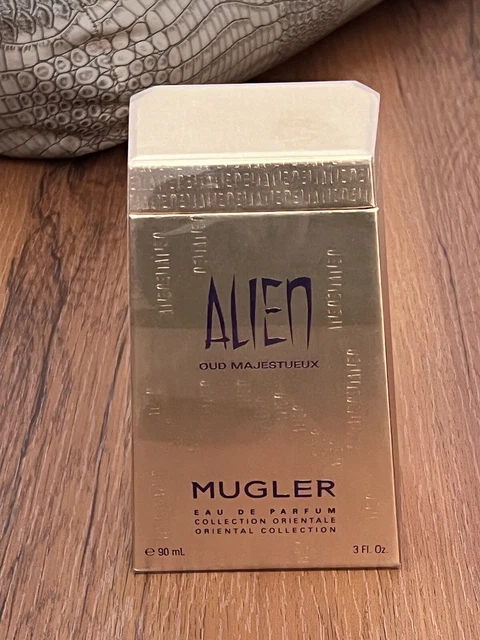 ALIEN
OUD MAJESTUEUX
MUGLER
EAU DE PARFUM
COLLECTION ORIENTALE
ORIENTAL COLLECTION
℮ 90 mL
3 Fl. Oz.